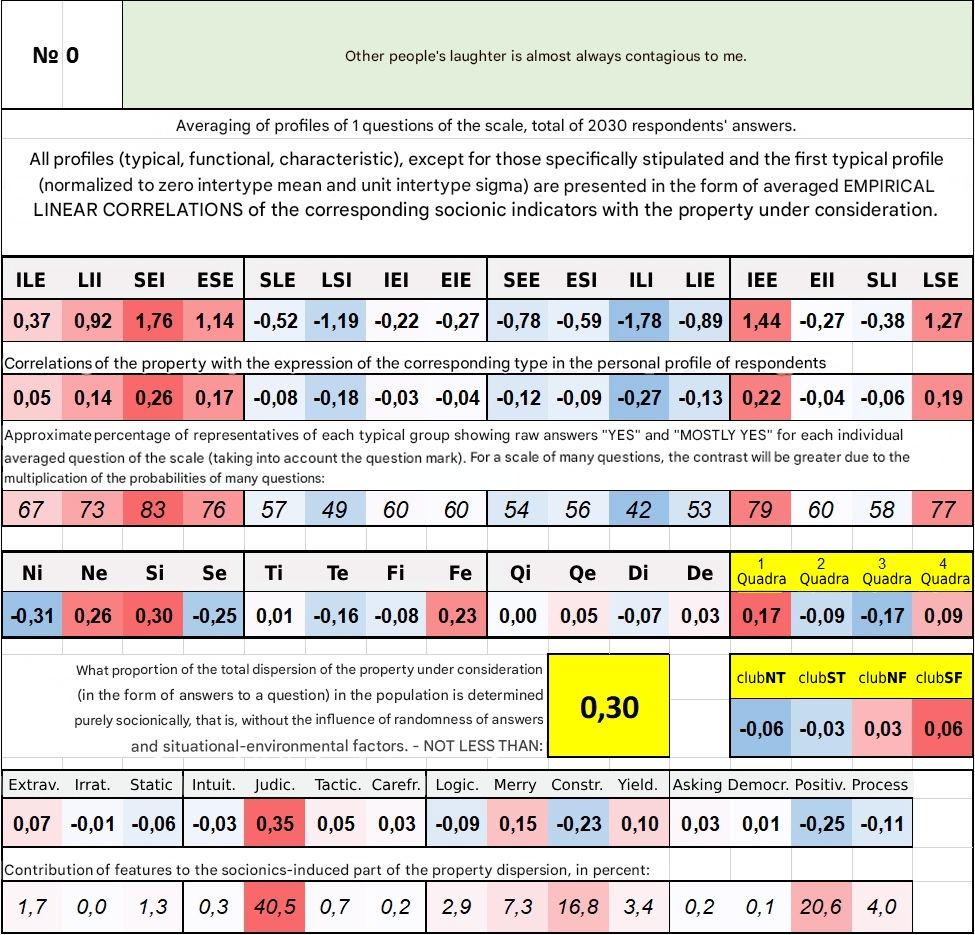 № 0
Other people's laughter is almost always contagious to me.
Averaging of profiles of 1 questions of the scale, total of 2030 respondents' answers.
All profiles (typical, functional, characteristic), except for those specifically stipulated and the first typical profile
(normalized to zero intertype mean and unit intertype sigma) are presented in the form of averaged EMPIRICAL
LINEAR CORRELATIONS of the corresponding socionic indicators with the property under consideration.
ILE LII SEI ESE SLE LSI IEI EIE SEE ESI ILI LIE IEE EII SLI LSE
0,37 0,92 1,76 1,14 -0,52 -1,19 -0,22 -0,27 -0,78 -0,59 -1,78 -0,89 1,44 -0,27 -0,38 1,27
Correlations of the property with the expression of the corresponding type in the personal profile of respondents
0,05 0,14 0,26 0,17 -0,08 -0,18 -0,03 -0,04 -0,12 -0,09 -0,27 -0,13 0,22 -0,04 -0,06 0,19
Approximate percentage of representatives of each typical group showing raw answers "YES" and "MOSTLY YES" for each individual
averaged question of the scale (taking into account the question mark). For a scale of many questions, the contrast will be greater due to the
multiplication of the probabilities of many questions:
67 73 83 76 57 49 60 60 54 56 42 53 79 60 58 77
Ni Ne Si Se Ti Te Fi Fe Qi Qe Di De 1 Quadra 2 Quadra 3 Quadra 4 Quadra
-0,31 0,26 0,30 -0,25 0,01 -0,16 -0,08 0,23 0,00 0,05 -0,07 0,03 0,17 -0,09 -0,17 0,09
What proportion of the total dispersion of the property under consideration
(in the form of answers to a question) in the population is determined
purely socionically, that is, without the influence of randomness of answers
and situational-environmental factors. - NOT LESS THAN:
0,30
clubNT clubST clubNF clubSF
-0,06 -0,03 0,03 0,06
Extrav. Irrat. Static Intuit. Judic. Tactic. Carefr. Logic. Merry Constr. Yield. Asking Democr. Positiv. Process
0,07 -0,01 -0,06 -0,03 0,35 0,05 0,03 -0,09 0,15 -0,23 0,10 0,03 0,01 -0,25 -0,11
Contribution of features to the socionics-induced part of the property dispersion, in percent:
1,7 0,0 1,3 0,3 40,5 0,7 0,2 2,9 7,3 16,8 3,4 0,2 0,1 20,6 4,0